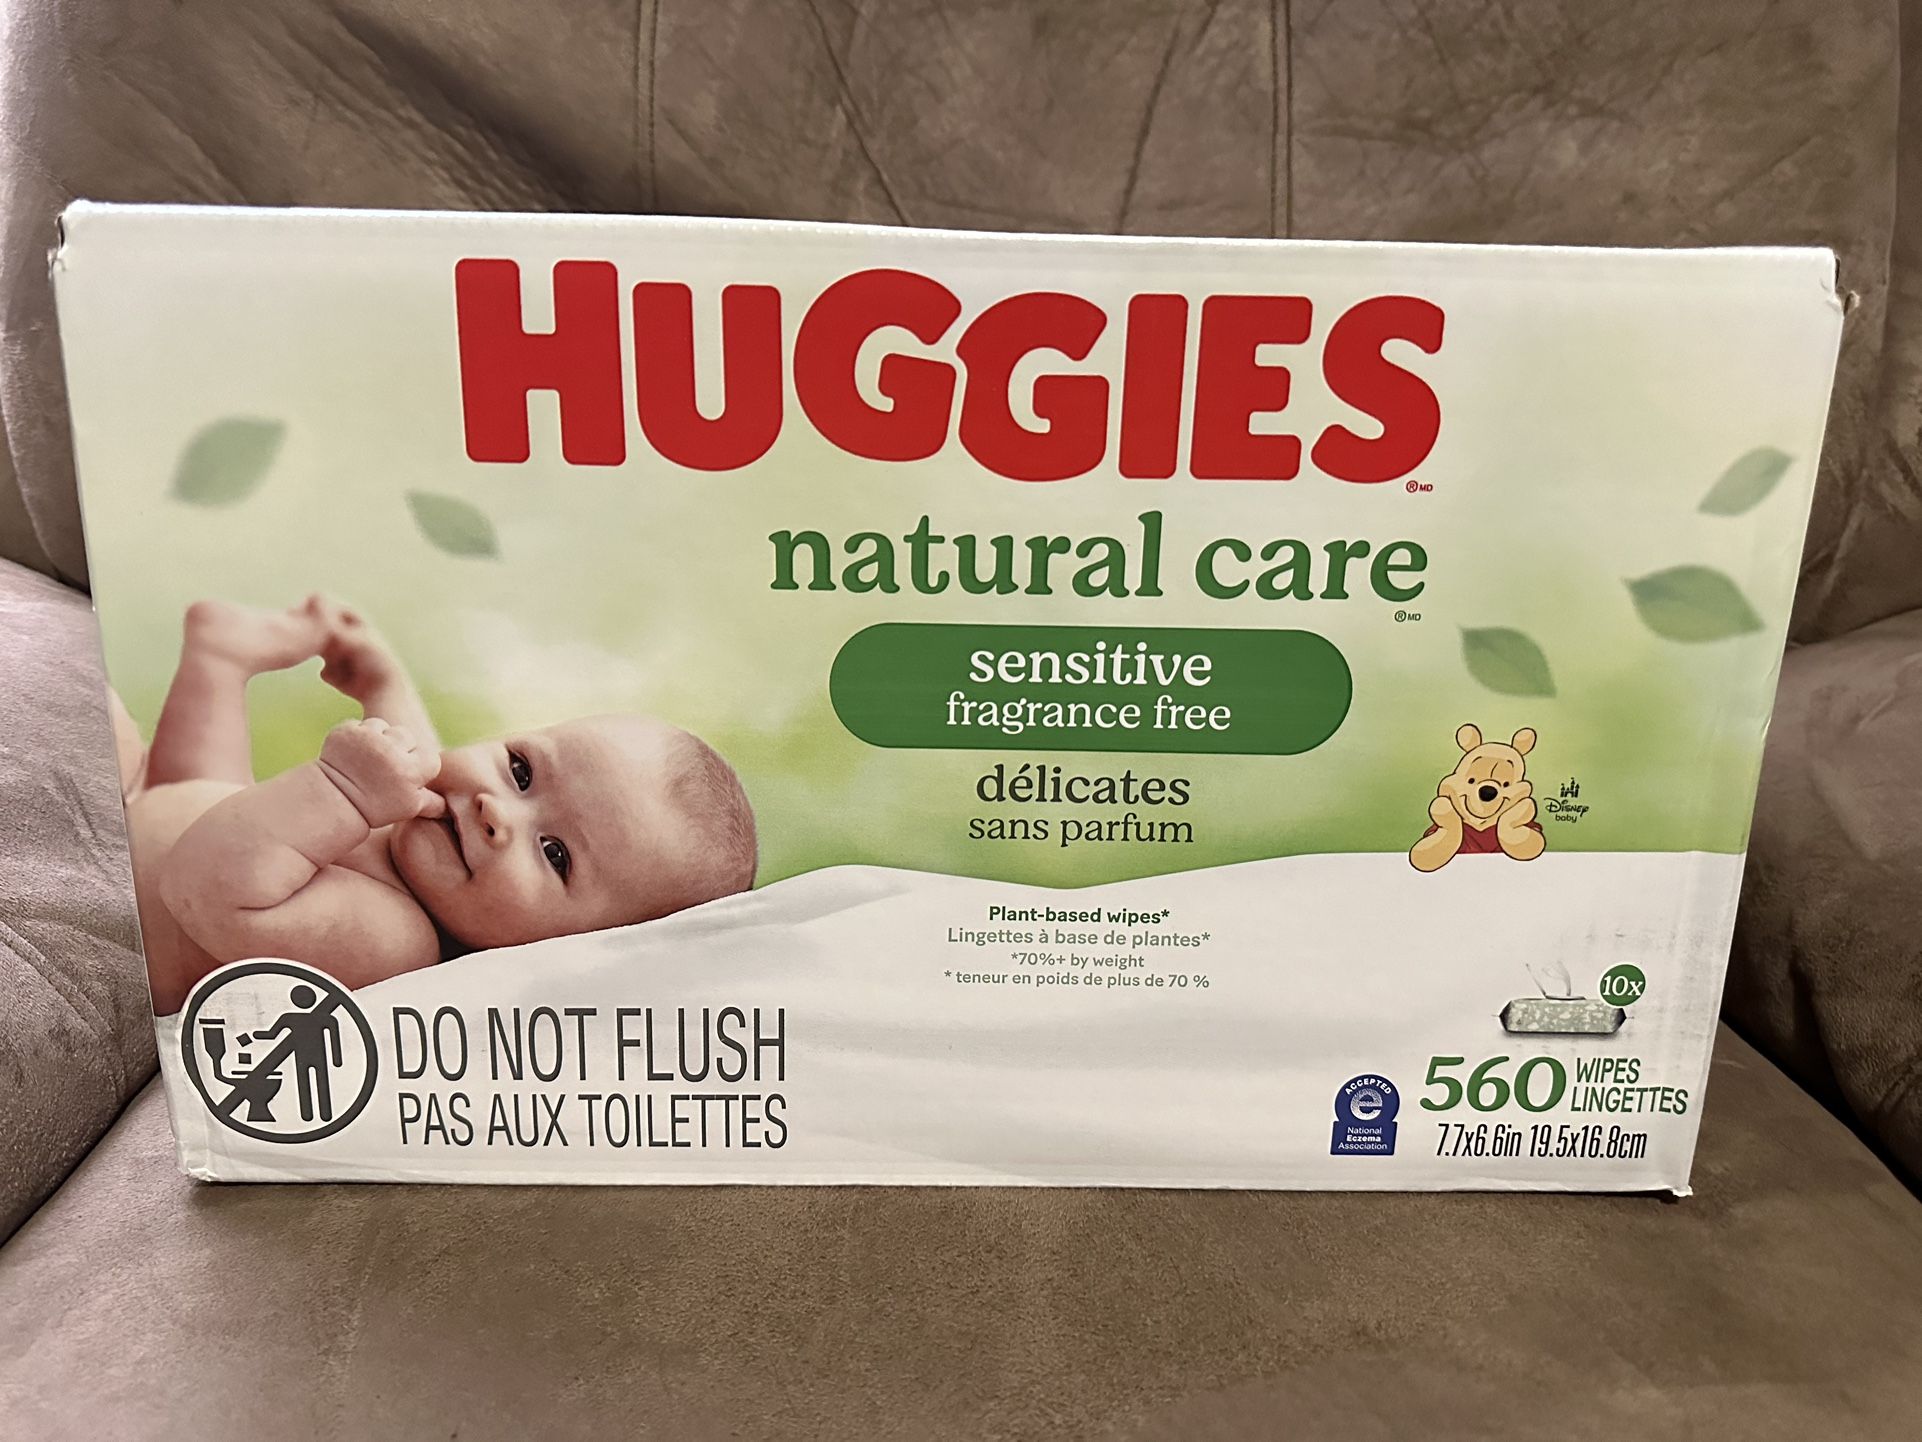 HUGGIES
®MD
natural care
®MD
sensitive
fragrance free
délicates
sans parfum
Disney
baby
Plant-based wipes*
Lingettes à base de plantes*
*70%+ by weight
* teneur en poids de plus de 70 %
DO NOT FLUSH
PAS AUX TOILETTES
10x
560 WIPES
LINGETTES
7.7x6.6in 19.5x16.8cm
ACCEPTED
National
Eczema
Association